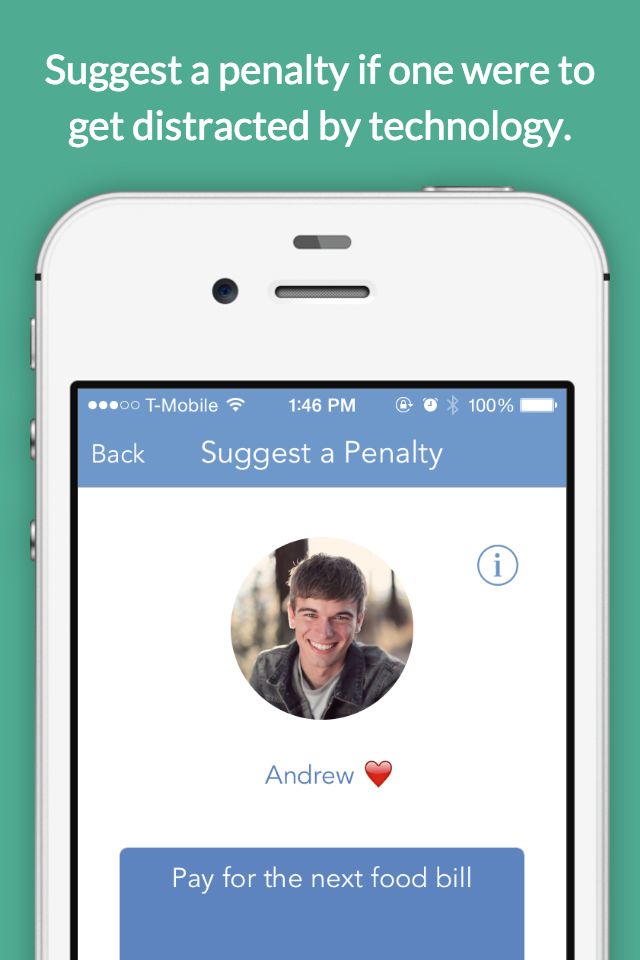 Suggest a penalty if one were to
get distracted by technology.
T-Mobile 1:46 PM 100%
Back Suggest a Penalty
i
Andrew ❤️
Pay for the next food bill